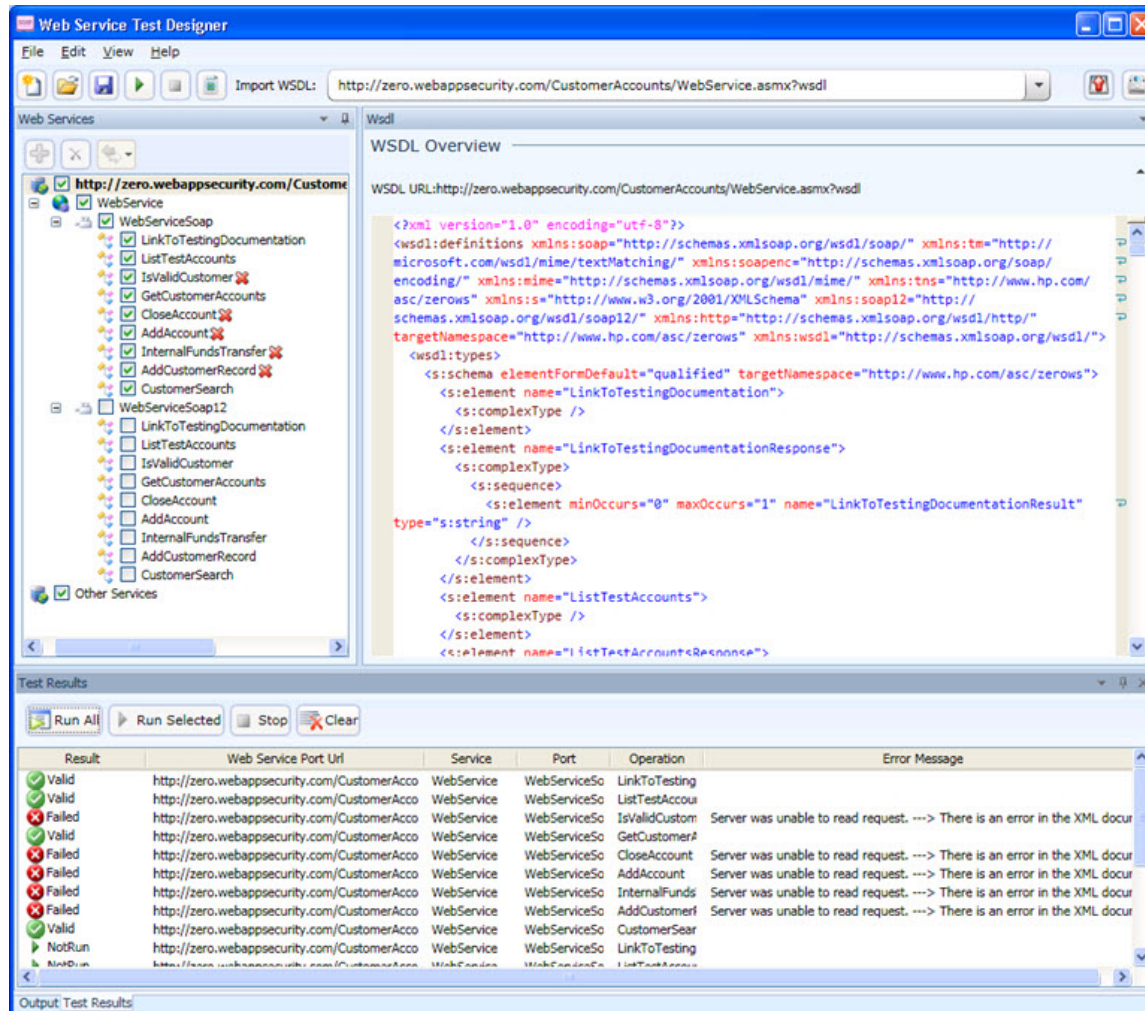 Web Service Test Designer
File Edit View Help
Import WSDL: http://zero.webappsecurity.com/CustomerAccounts/WebService.asmx?wsdl
Web Services
http://zero.webappsecurity.com/Custome
WebService
WebServiceSoap
LinkToTestingDocumentation
ListTestAccounts
IsValidCustomer
GetCustomerAccounts
CloseAccount
AddAccount
InternalFundsTransfer
AddCustomerRecord
CustomerSearch
WebServiceSoap12
LinkToTestingDocumentation
ListTestAccounts
IsValidCustomer
GetCustomerAccounts
CloseAccount
AddAccount
InternalFundsTransfer
AddCustomerRecord
CustomerSearch
Other Services
Wsdl
WSDL Overview
WSDL URL:http://zero.webappsecurity.com/CustomerAccounts/WebService.asmx?wsdl
<?xml version="1.0" encoding="utf-8"?>
<wsdl:definitions xmlns:soap="http://schemas.xmlsoap.org/wsdl/soap/" xmlns:tm="http://
microsoft.com/wsdl/mime/textMatching/" xmlns:soapenc="http://schemas.xmlsoap.org/soap/
encoding/" xmlns:mime="http://schemas.xmlsoap.org/wsdl/mime/" xmlns:tns="http://www.hp.com/
asc/zerows" xmlns:s="http://www.w3.org/2001/XMLSchema" xmlns:soap12="http://
schemas.xmlsoap.org/wsdl/soap12/" xmlns:http="http://schemas.xmlsoap.org/wsdl/http/"
targetNamespace="http://www.hp.com/asc/zerows" xmlns:wsdl="http://schemas.xmlsoap.org/wsdl/">
<wsdl:types>
<s:schema elementFormDefault="qualified" targetNamespace="http://www.hp.com/asc/zerows">
<s:element name="LinkToTestingDocumentation">
<s:complexType />
</s:element>
<s:element name="LinkToTestingDocumentationResponse">
<s:complexType>
<s:sequence>
<s:element minOccurs="0" maxOccurs="1" name="LinkToTestingDocumentationResult"
type="s:string" />
</s:sequence>
</s:complexType>
</s:element>
<s:element name="ListTestAccounts">
<s:complexType />
</s:element>
<s:element name="ListTestAccountsResponse">
Test Results
Run All Run Selected Stop Clear
Result Web Service Port Url Service Port Operation Error Message
Valid http://zero.webappsecurity.com/CustomerAcco WebService WebServiceSo LinkToTesting
Valid http://zero.webappsecurity.com/CustomerAcco WebService WebServiceSo ListTestAccou
Failed http://zero.webappsecurity.com/CustomerAcco WebService WebServiceSo IsValidCustom Server was unable to read request. ---> There is an error in the XML docur
Valid http://zero.webappsecurity.com/CustomerAcco WebService WebServiceSo GetCustomerA
Failed http://zero.webappsecurity.com/CustomerAcco WebService WebServiceSo CloseAccount Server was unable to read request. ---> There is an error in the XML docur
Failed http://zero.webappsecurity.com/CustomerAcco WebService WebServiceSo AddAccount Server was unable to read request. ---> There is an error in the XML docur
Failed http://zero.webappsecurity.com/CustomerAcco WebService WebServiceSo InternalFunds Server was unable to read request. ---> There is an error in the XML docur
Failed http://zero.webappsecurity.com/CustomerAcco WebService WebServiceSo AddCustomerF Server was unable to read request. ---> There is an error in the XML docur
Valid http://zero.webappsecurity.com/CustomerAcco WebService WebServiceSo CustomerSear
NotRun http://zero.webappsecurity.com/CustomerAcco WebService WebServiceSo LinkToTesting
NotRun http://zero.webappsecurity.com/CustomerAcco WebService WebServiceSo ListTestAccou
Output Test Results